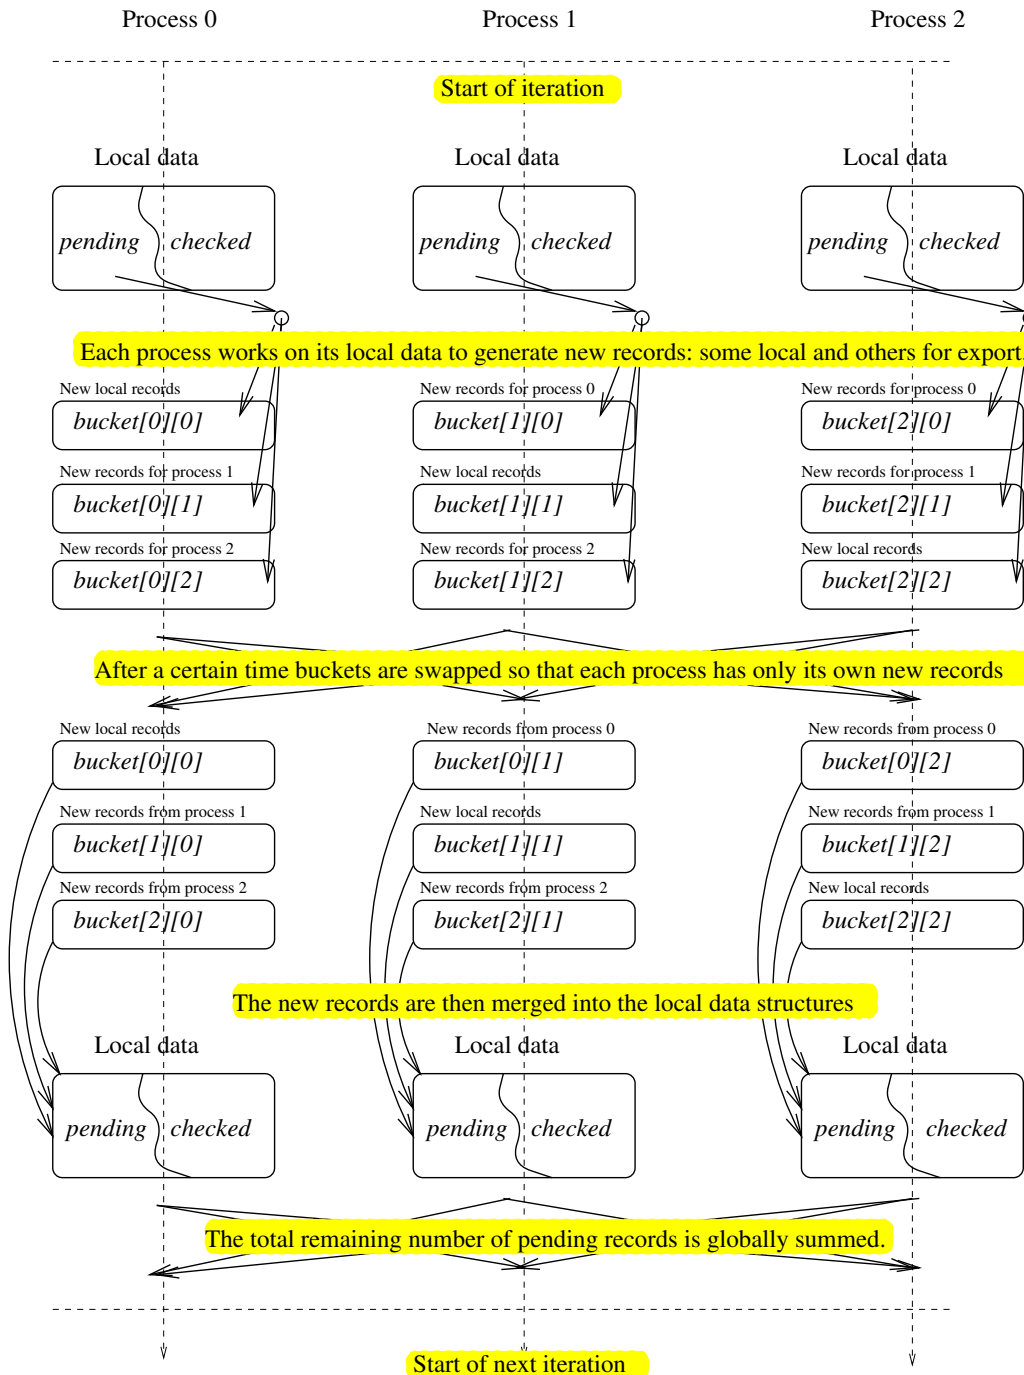 Process 0 Process 1 Process 2
Start of iteration
Local data Local data Local data
pending checked pending checked pending checked
Each process works on its local data to generate new records: some local and others for export.
New local records New records for process 0 New records for process 0
bucket[0][0] bucket[1][0] bucket[2][0]
New records for process 1 New local records New records for process 1
bucket[0][1] bucket[1][1] bucket[2][1]
New records for process 2 New records for process 2 New local records
bucket[0][2] bucket[1][2] bucket[2][2]
After a certain time buckets are swapped so that each process has only its own new records
New local records New records from process 0 New records from process 0
bucket[0][0] bucket[0][1] bucket[0][2]
New records from process 1 New local records New records from process 1
bucket[1][0] bucket[1][1] bucket[1][2]
New records from process 2 New records from process 2 New local records
bucket[2][0] bucket[2][1] bucket[2][2]
The new records are then merged into the local data structures
Local data Local data Local data
pending checked pending checked pending checked
The total remaining number of pending records is globally summed.
Start of next iteration